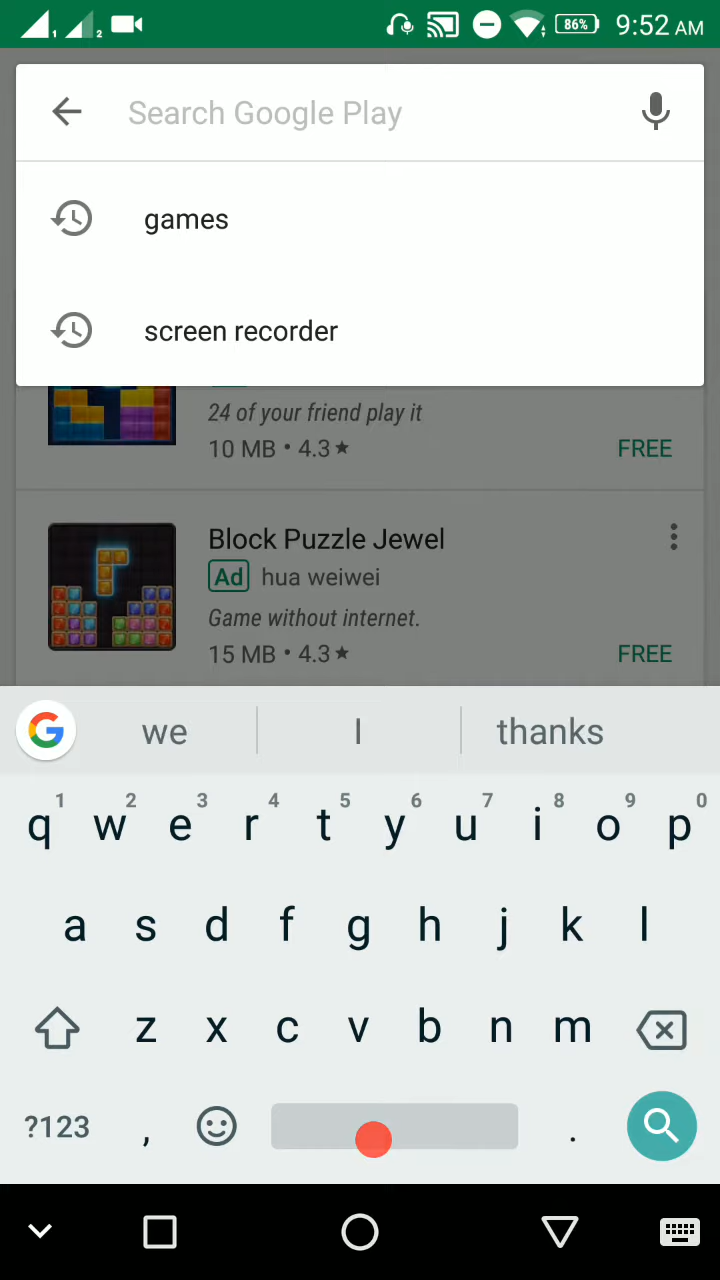 1 2 86% 9:52 AM
Search Google Play
games
screen recorder
24 of your friend play it
10 MB • 4.3★ FREE
Block Puzzle Jewel
Ad hua weiwei
Game without internet.
15 MB • 4.3★ FREE
G we I thanks
1 2 3 4 5 6 7 8 9 0
q w e r t y u i o p
a s d f g h j k l
z x c v b n m
?123 , .